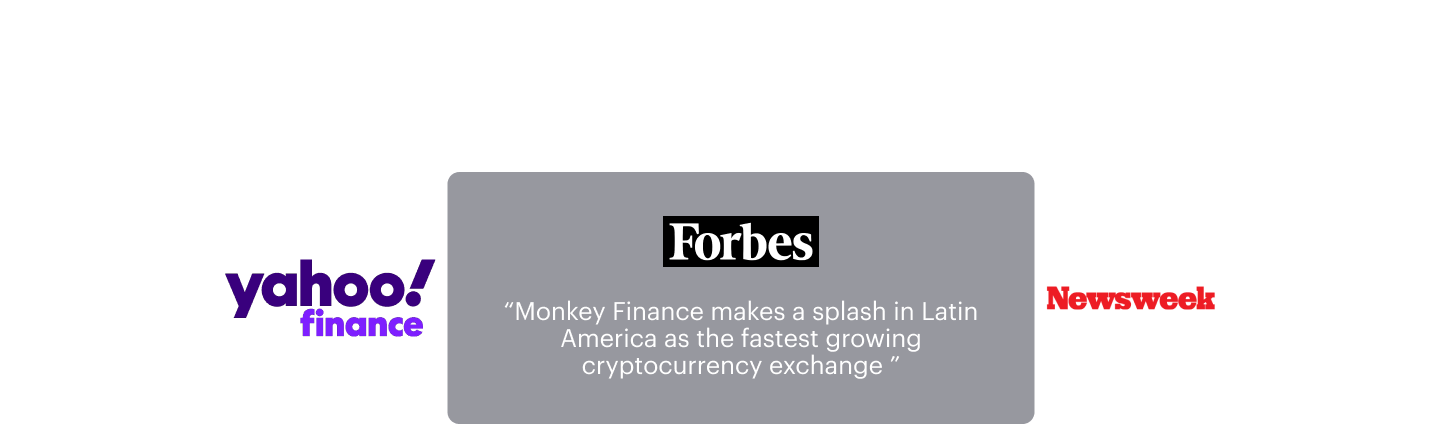 yahoo!
finance
Forbes
“Monkey Finance makes a splash in Latin
America as the fastest growing
cryptocurrency exchange ”
Newsweek